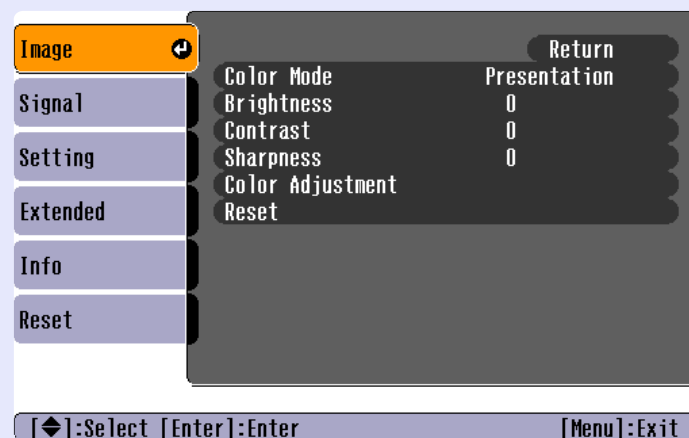 Image
Signal
Setting
Extended
Info
Reset
Return
Color Mode Presentation
Brightness 0
Contrast 0
Sharpness 0
Color Adjustment
Reset
[◆]:Select [Enter]:Enter [Menu]:Exit